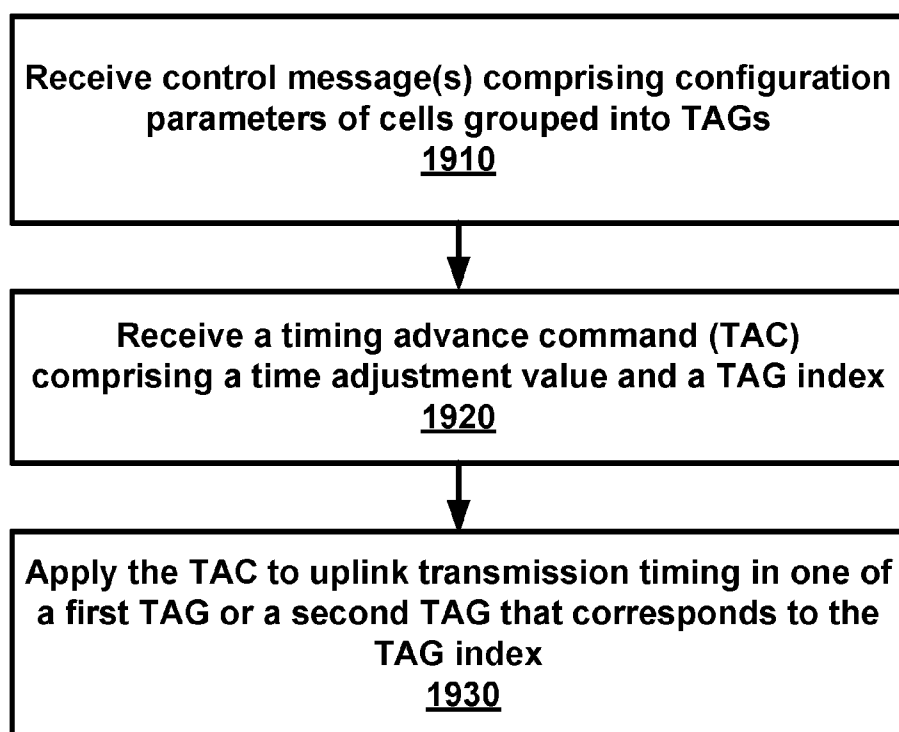 Receive control message(s) comprising configuration
parameters of cells grouped into TAGs
1910
Receive a timing advance command (TAC)
comprising a time adjustment value and a TAG index
1920
Apply the TAC to uplink transmission timing in one of
a first TAG or a second TAG that corresponds to the
TAG index
1930